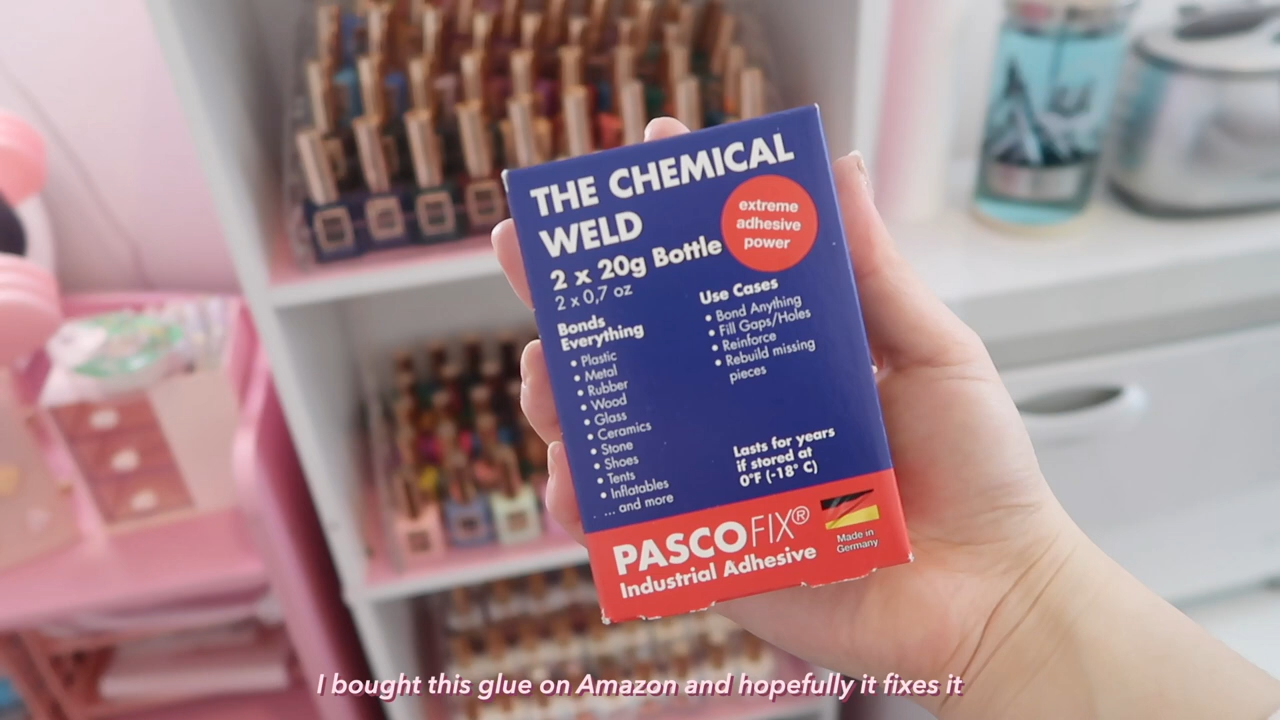 THE CHEMICAL
WELD
2 x 20g Bottle
2 x 0,7 oz
extreme
adhesive
power
Bonds
Everything
• Plastic
• Metal
• Rubber
• Wood
• Glass
• Ceramics
• Stone
• Shoes
• Tents
• Inflatables
... and more
Use Cases
• Bond Anything
• Fill Gaps/Holes
• Reinforce
• Rebuild missing
pieces
Lasts for years
if stored at
0°F (-18° C)
PASCOFIX®
Industrial Adhesive
Made in
Germany
I bought this glue on Amazon and hopefully it fixes it